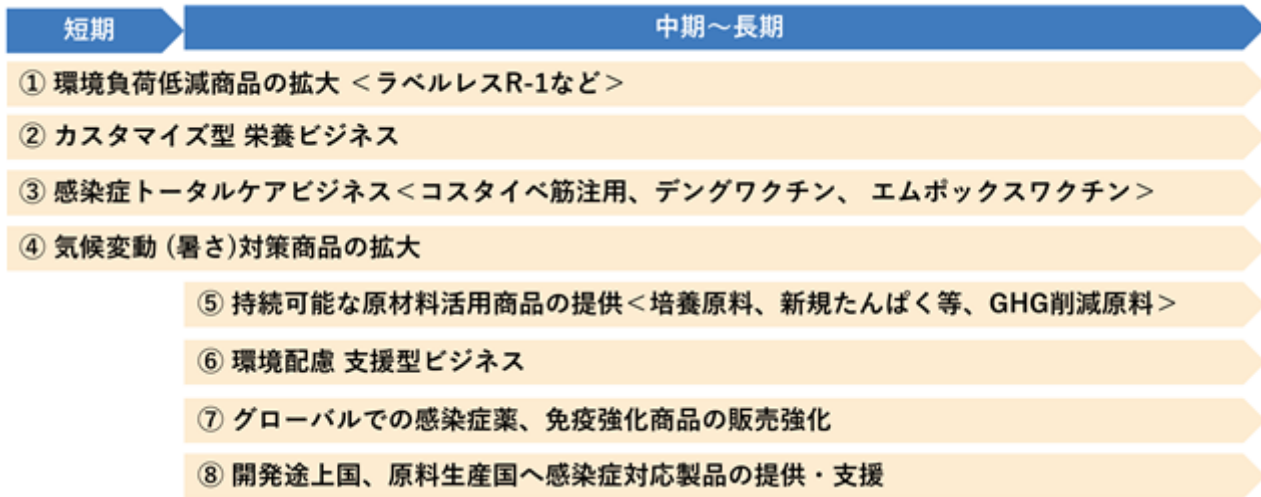 短期
中期～長期
① 環境負荷低減商品の拡大 ＜ラベルレスR-1など＞
② カスタマイズ型 栄養ビジネス
③ 感染症トータルケアビジネス＜コスタイベ筋注用、デングワクチン、 エムポックスワクチン＞
④ 気候変動 (暑さ)対策商品の拡大
⑤ 持続可能な原材料活用商品の提供＜培養原料、新規たんぱく等、GHG削減原料＞
⑥ 環境配慮 支援型ビジネス
⑦ グローバルでの感染症薬、免疫強化商品の販売強化
⑧ 開発途上国、原料生産国へ感染症対応製品の提供・支援